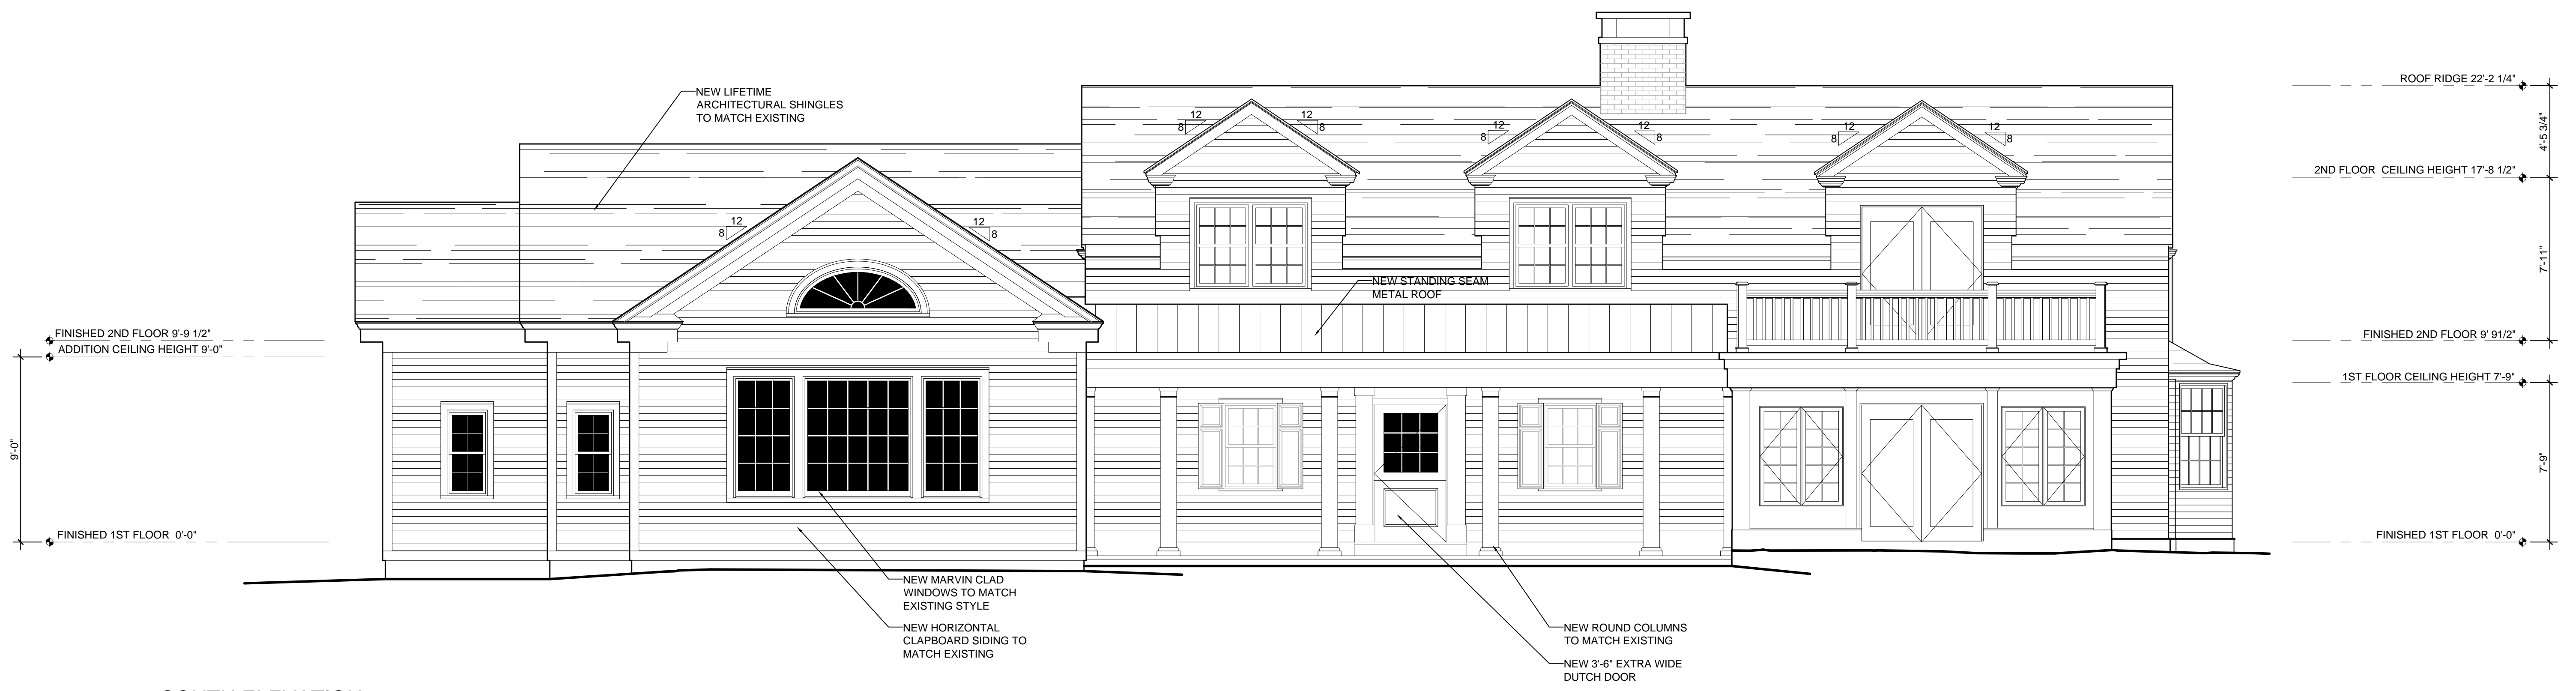 ROOF RIDGE 22'-2 1/4"
4'-5 3/4"
2ND FLOOR  CEILING HEIGHT 17'-8 1/2"
7'-11"
FINISHED 2ND FLOOR 9' 91/2"
1ST FLOOR CEILING HEIGHT 7'-9"
7'-9"
FINISHED 1ST FLOOR  0'-0"
NEW LIFETIME
ARCHITECTURAL SHINGLES
TO MATCH EXISTING
12
8
12
8
12
8
12
8
12
8
12
8
12
8
12
8
NEW STANDING SEAM
METAL ROOF
FINISHED 2ND FLOOR 9'-9 1/2"
ADDITION CEILING HEIGHT 9'-0"
9'-0"
FINISHED 1ST FLOOR  0'-0"
NEW MARVIN CLAD
WINDOWS TO MATCH
EXISTING STYLE
NEW HORIZONTAL
CLAPBOARD SIDING TO
MATCH EXISTING
NEW ROUND COLUMNS
TO MATCH EXISTING
NEW 3'-6" EXTRA WIDE
DUTCH DOOR